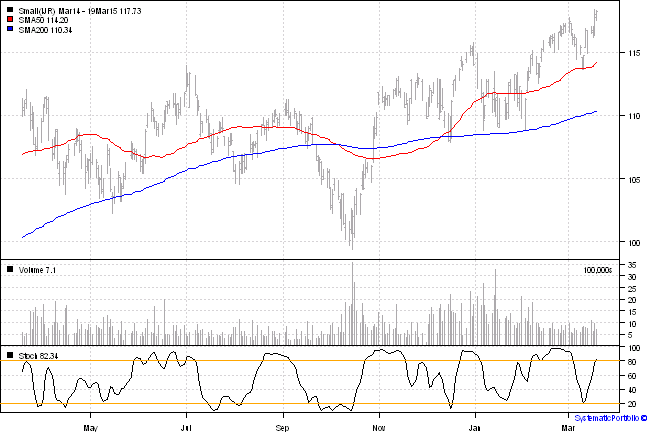 Small(IJR) Mar14 - 19Mar15 117.73
SMA50 114.20
SMA200 110.34
115
110
105
100
Volume 7.1
100,000s
35
30
25
20
15
10
5
Stoch 82.34
100
80
60
40
20
May
Jul
Sep
Nov
Jan
Mar
SystematicPortfolio ©